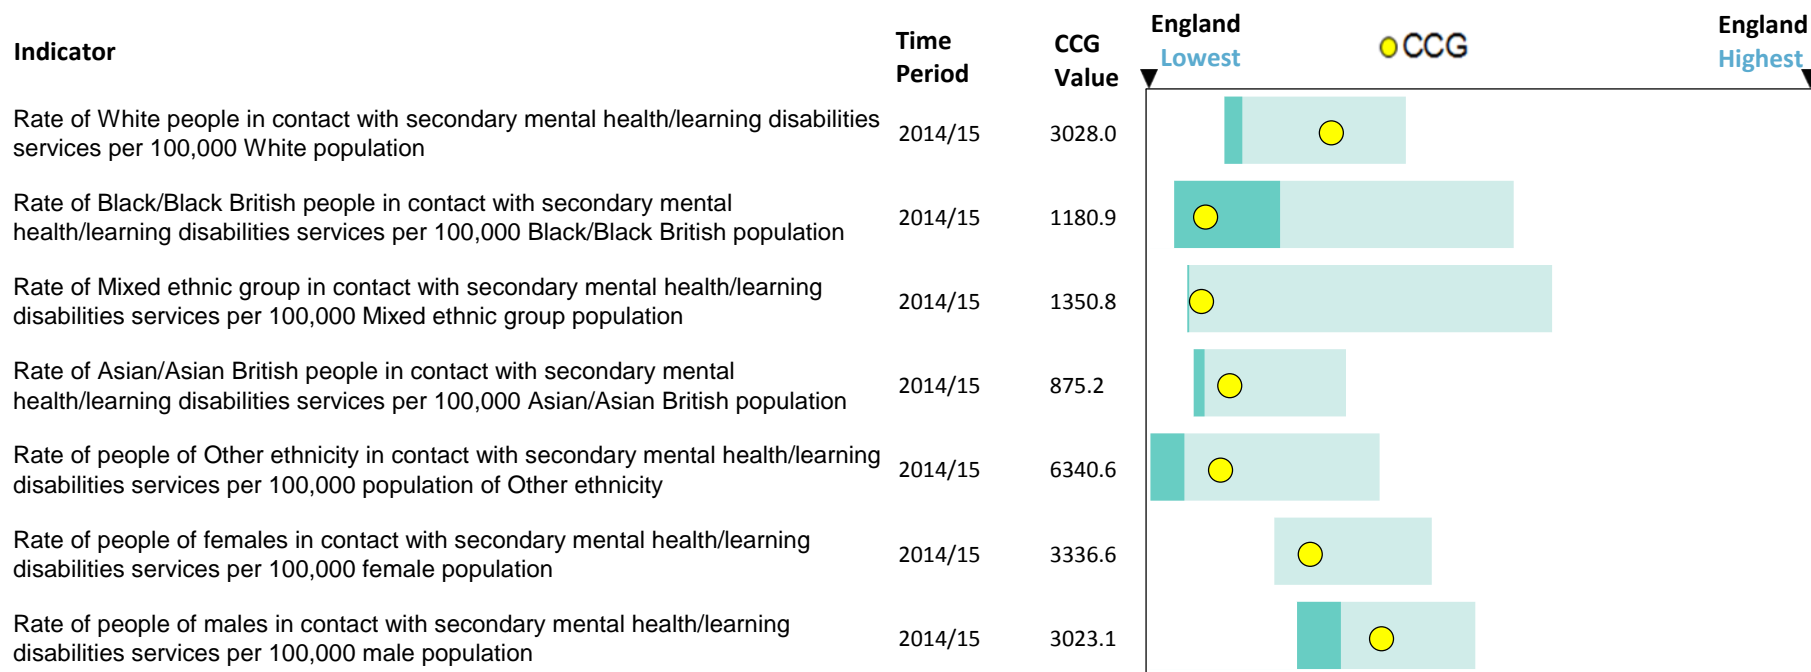 Indicator
Time
Period
CCG
Value
England
Lowest
CCG
England
Highest
Rate of White people in contact with secondary mental health/learning disabilities
services per 100,000 White population
2014/15
3028.0
Rate of Black/Black British people in contact with secondary mental
health/learning disabilities services per 100,000 Black/Black British population
2014/15
1180.9
Rate of Mixed ethnic group in contact with secondary mental health/learning
disabilities services per 100,000 Mixed ethnic group population
2014/15
1350.8
Rate of Asian/Asian British people in contact with secondary mental
health/learning disabilities services per 100,000 Asian/Asian British population
2014/15
875.2
Rate of people of Other ethnicity in contact with secondary mental health/learning
disabilities services per 100,000 population of Other ethnicity
2014/15
6340.6
Rate of people of females in contact with secondary mental health/learning
disabilities services per 100,000 female population
2014/15
3336.6
Rate of people of males in contact with secondary mental health/learning
disabilities services per 100,000 male population
2014/15
3023.1